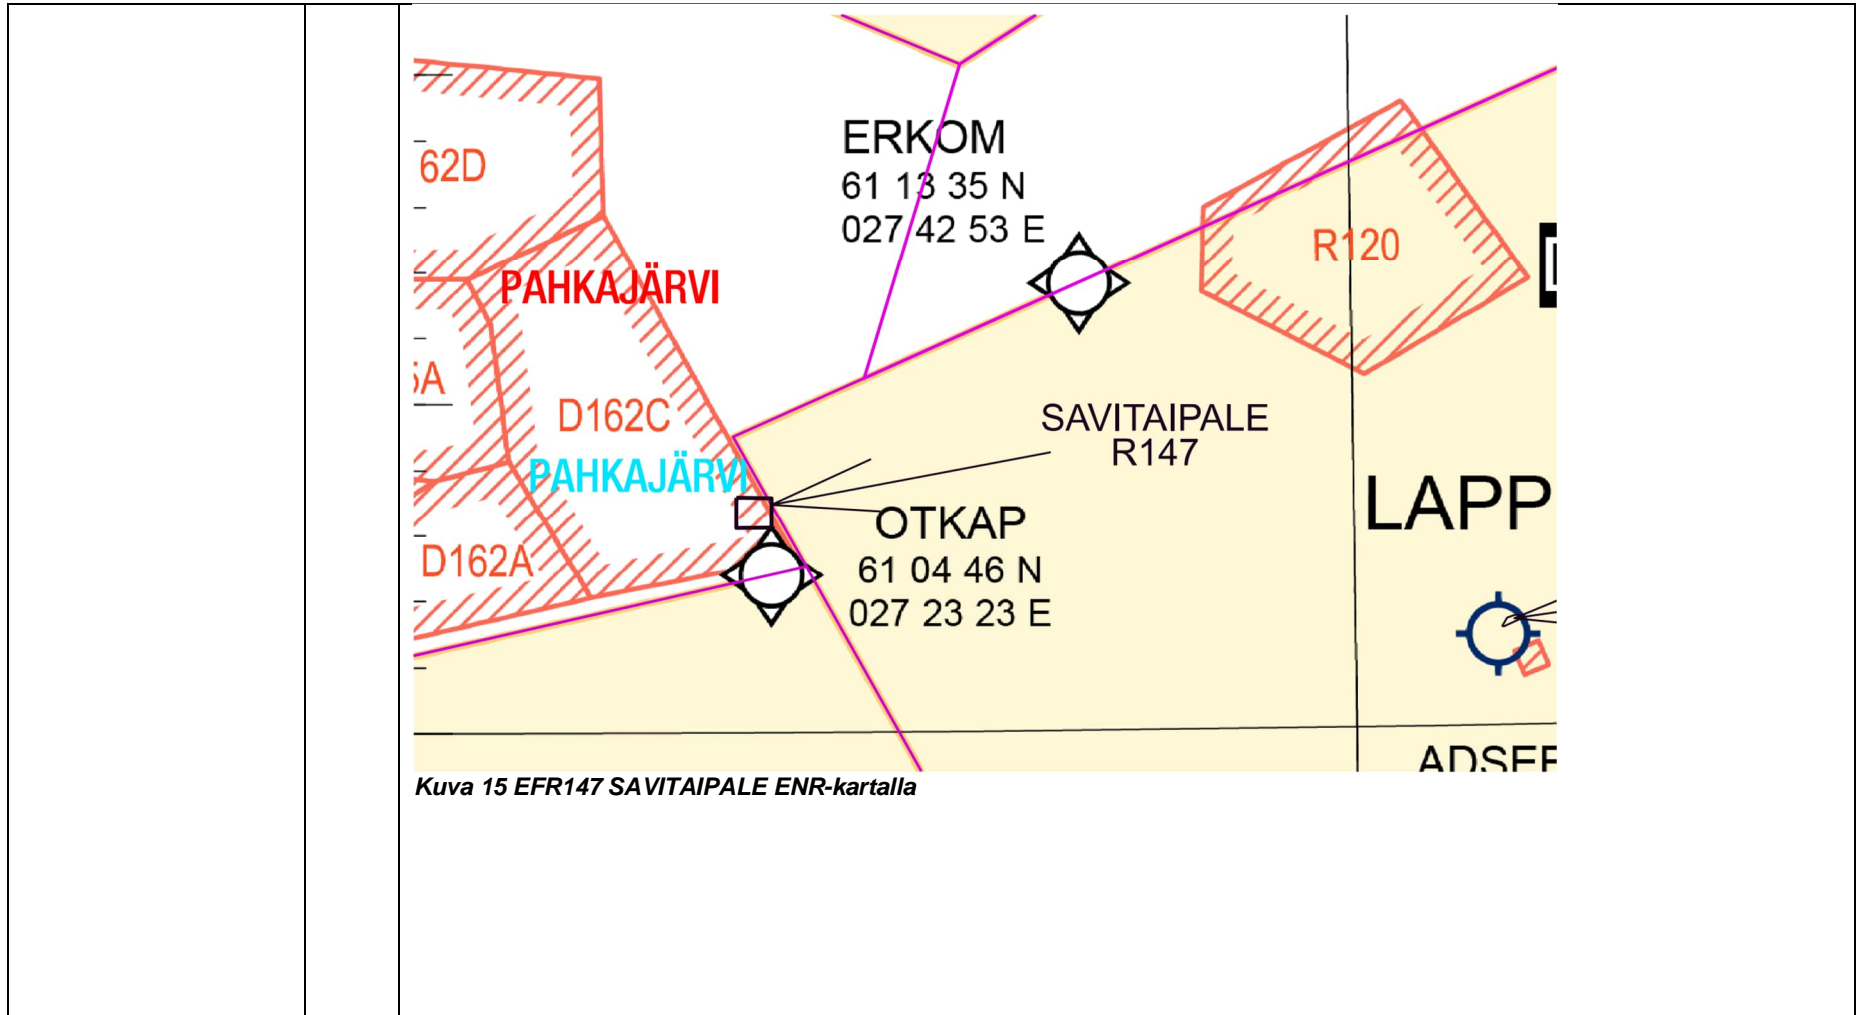 ERKOM
61 13 35 N
027 42 53 E
62D
R120
PAHKAJÄRVI
5A
D162C
SAVITAIPALE
R147
PAHKAJÄRVI
LAPP
OTKAP
61 04 46 N
027 23 23 E
D162A
ADSEF
Kuva 15 EFR147 SAVITAIPALE ENR-kartalla